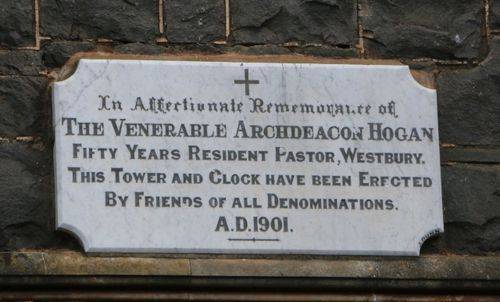 In Affectionate Rememorance of
THE VENERABLE ARCHDEACON HOGAN
FIFTY YEARS RESIDENT PASTOR, WESTBURY.
THIS TOWER AND CLOCK HAVE BEEN ERECTED
BY FRIENDS OF ALL DENOMINATIONS.
A.D. 1901.